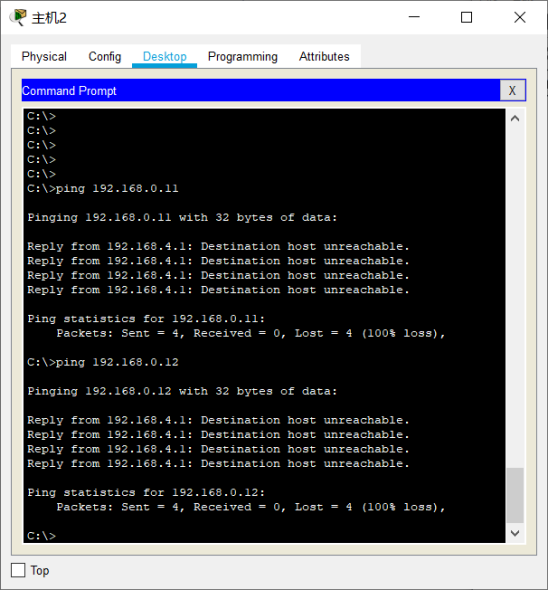 主机2
Physical Config Desktop Programming Attributes
Command Prompt X
C:\>
C:\>
C:\>
C:\>
C:\>
C:\>ping 192.168.0.11
Pinging 192.168.0.11 with 32 bytes of data:
Reply from 192.168.4.1: Destination host unreachable.
Reply from 192.168.4.1: Destination host unreachable.
Reply from 192.168.4.1: Destination host unreachable.
Reply from 192.168.4.1: Destination host unreachable.
Ping statistics for 192.168.0.11:
Packets: Sent = 4, Received = 0, Lost = 4 (100% loss),
C:\>ping 192.168.0.12
Pinging 192.168.0.12 with 32 bytes of data:
Reply from 192.168.4.1: Destination host unreachable.
Reply from 192.168.4.1: Destination host unreachable.
Reply from 192.168.4.1: Destination host unreachable.
Reply from 192.168.4.1: Destination host unreachable.
Ping statistics for 192.168.0.12:
Packets: Sent = 4, Received = 0, Lost = 4 (100% loss),
C:\>
Top